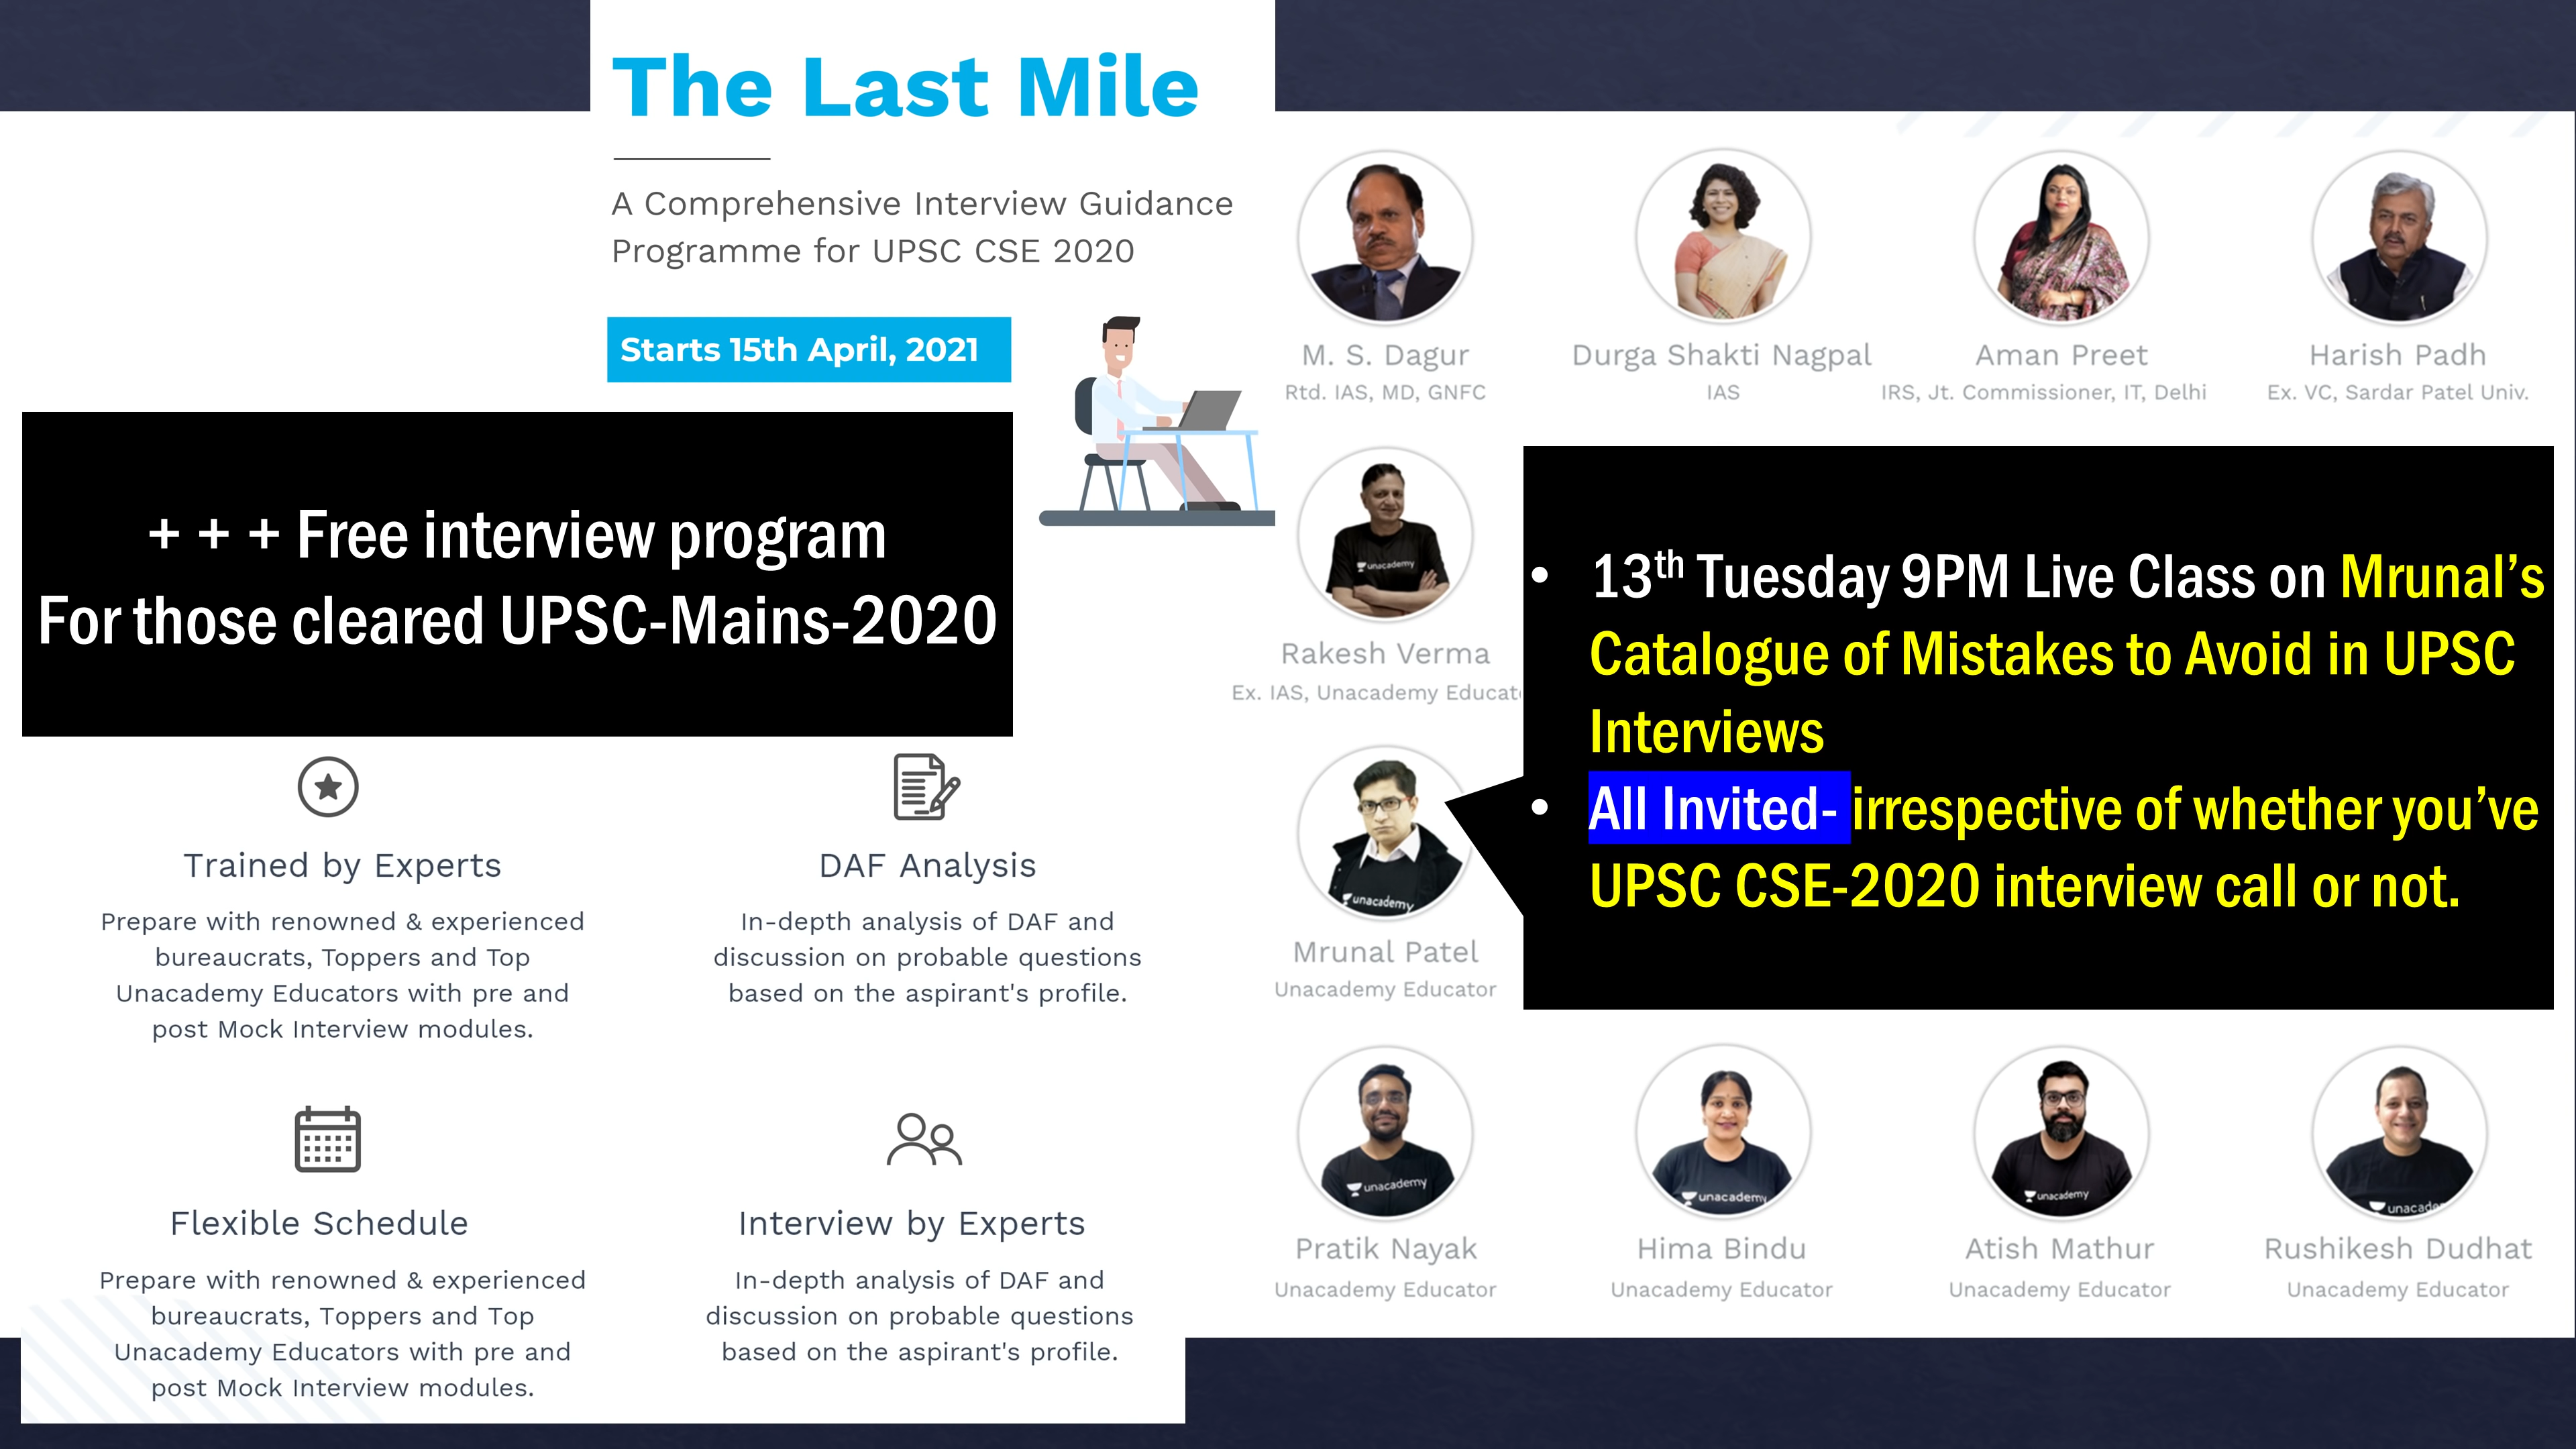 The Last Mile
A Comprehensive Interview Guidance
Programme for UPSC CSE 2020
Starts 15th April, 2021
+ + + Free interview program
For those cleared UPSC-Mains-2020
Trained by Experts
Prepare with renowned & experienced
bureaucrats, Toppers and Top
Unacademy Educators with pre and
post Mock Interview modules.
DAF Analysis
In-depth analysis of DAF and
discussion on probable questions
based on the aspirant's profile.
Flexible Schedule
Prepare with renowned & experienced
bureaucrats, Toppers and Top
Unacademy Educators with pre and
post Mock Interview modules.
Interview by Experts
In-depth analysis of DAF and
discussion on probable questions
based on the aspirant's profile.
M. S. Dagur
Rtd. IAS, MD, GNFC
Durga Shakti Nagpal
IAS
Aman Preet
IRS, Jt. Commissioner, IT, Delhi
Harish Padh
Ex. VC, Sardar Patel Univ.
unacademy
Rakesh Verma
Ex. IAS, Unacademy Educat
• 13th Tuesday 9PM Live Class on Mrunal’s
Catalogue of Mistakes to Avoid in UPSC
Interviews
• All Invited- irrespective of whether you’ve
UPSC CSE-2020 interview call or not.
unacademy
Mrunal Patel
Unacademy Educator
unacademy
Pratik Nayak
Unacademy Educator
unacademy
Hima Bindu
Unacademy Educator
unacademy
Atish Mathur
Unacademy Educator
unacade
Rushikesh Dudhat
Unacademy Educator